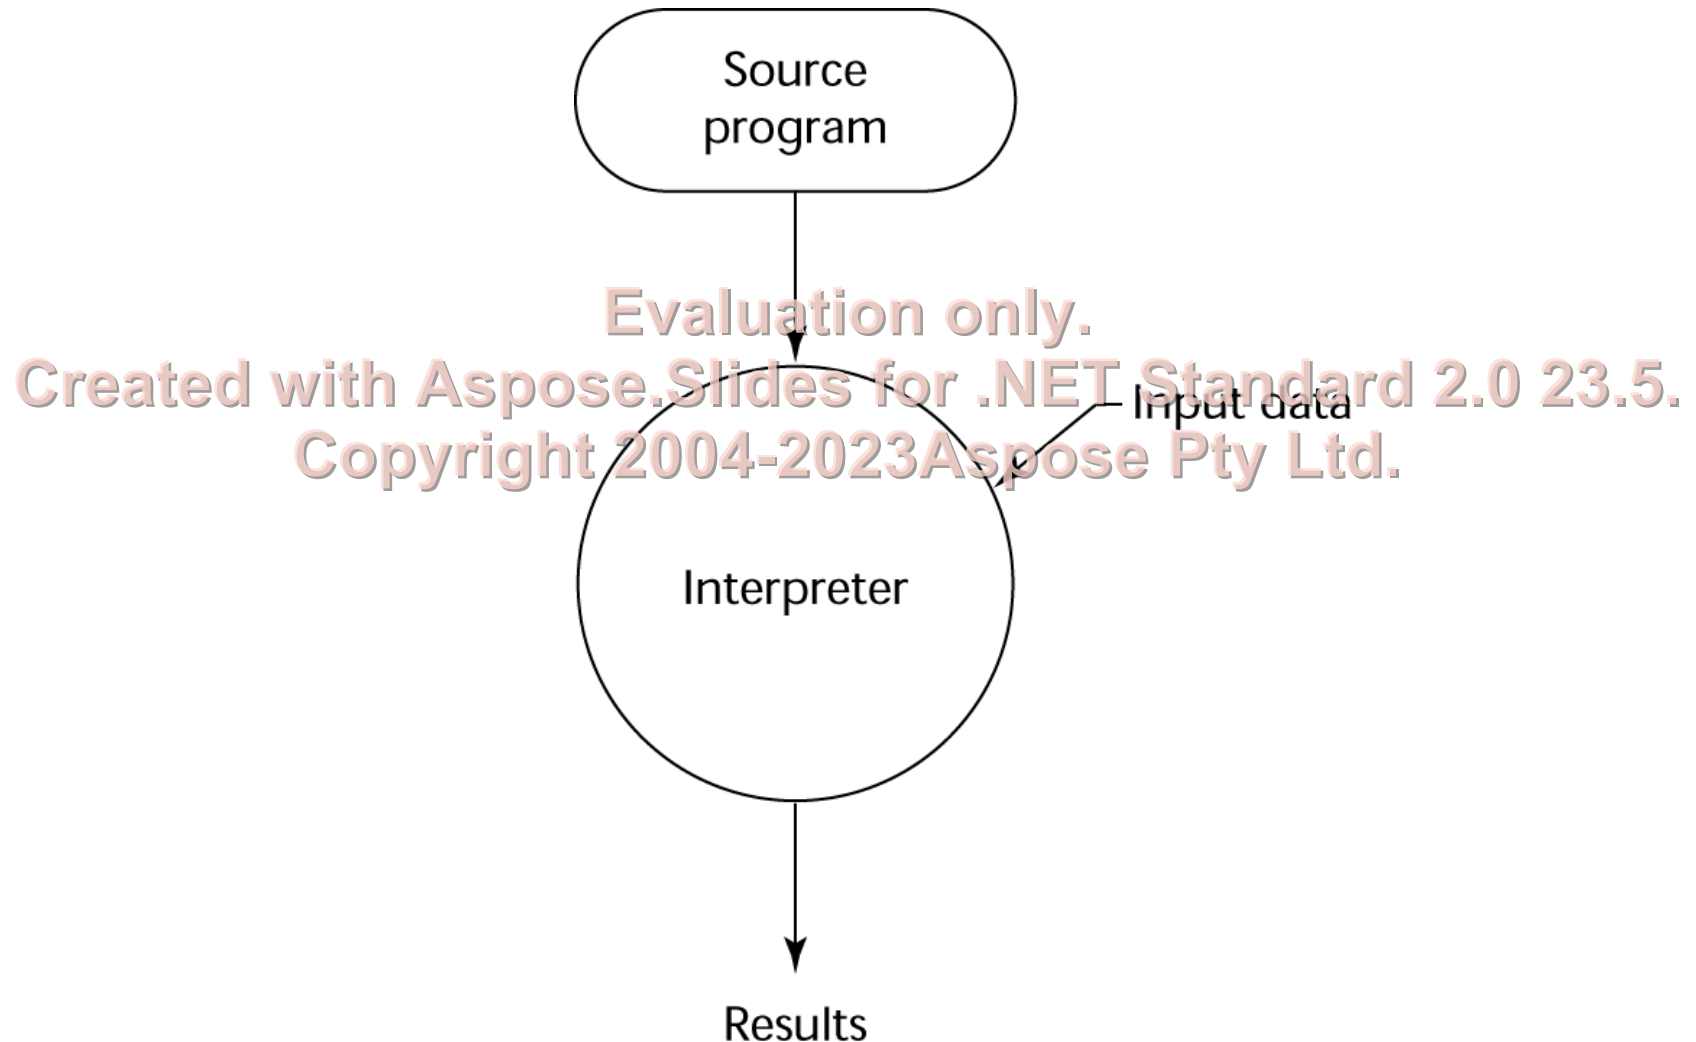 Source
program
Evaluation only.
Created with Aspose.Slides for .NET Standard 2.0 23.5.
Input data
Copyright 2004-2023Aspose Pty Ltd.
Interpreter
Results